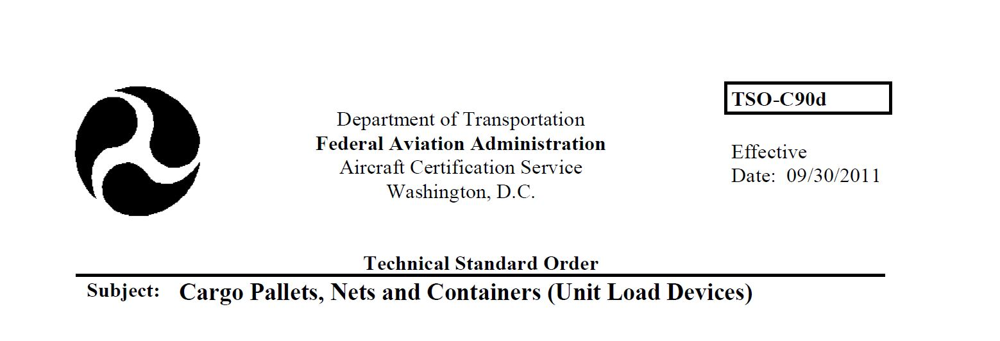 TSO-C90d
Department of Transportation
Federal Aviation Administration
Aircraft Certification Service
Washington, D.C.
Effective
Date: 09/30/2011
Technical Standard Order
Subject: Cargo Pallets, Nets and Containers (Unit Load Devices)